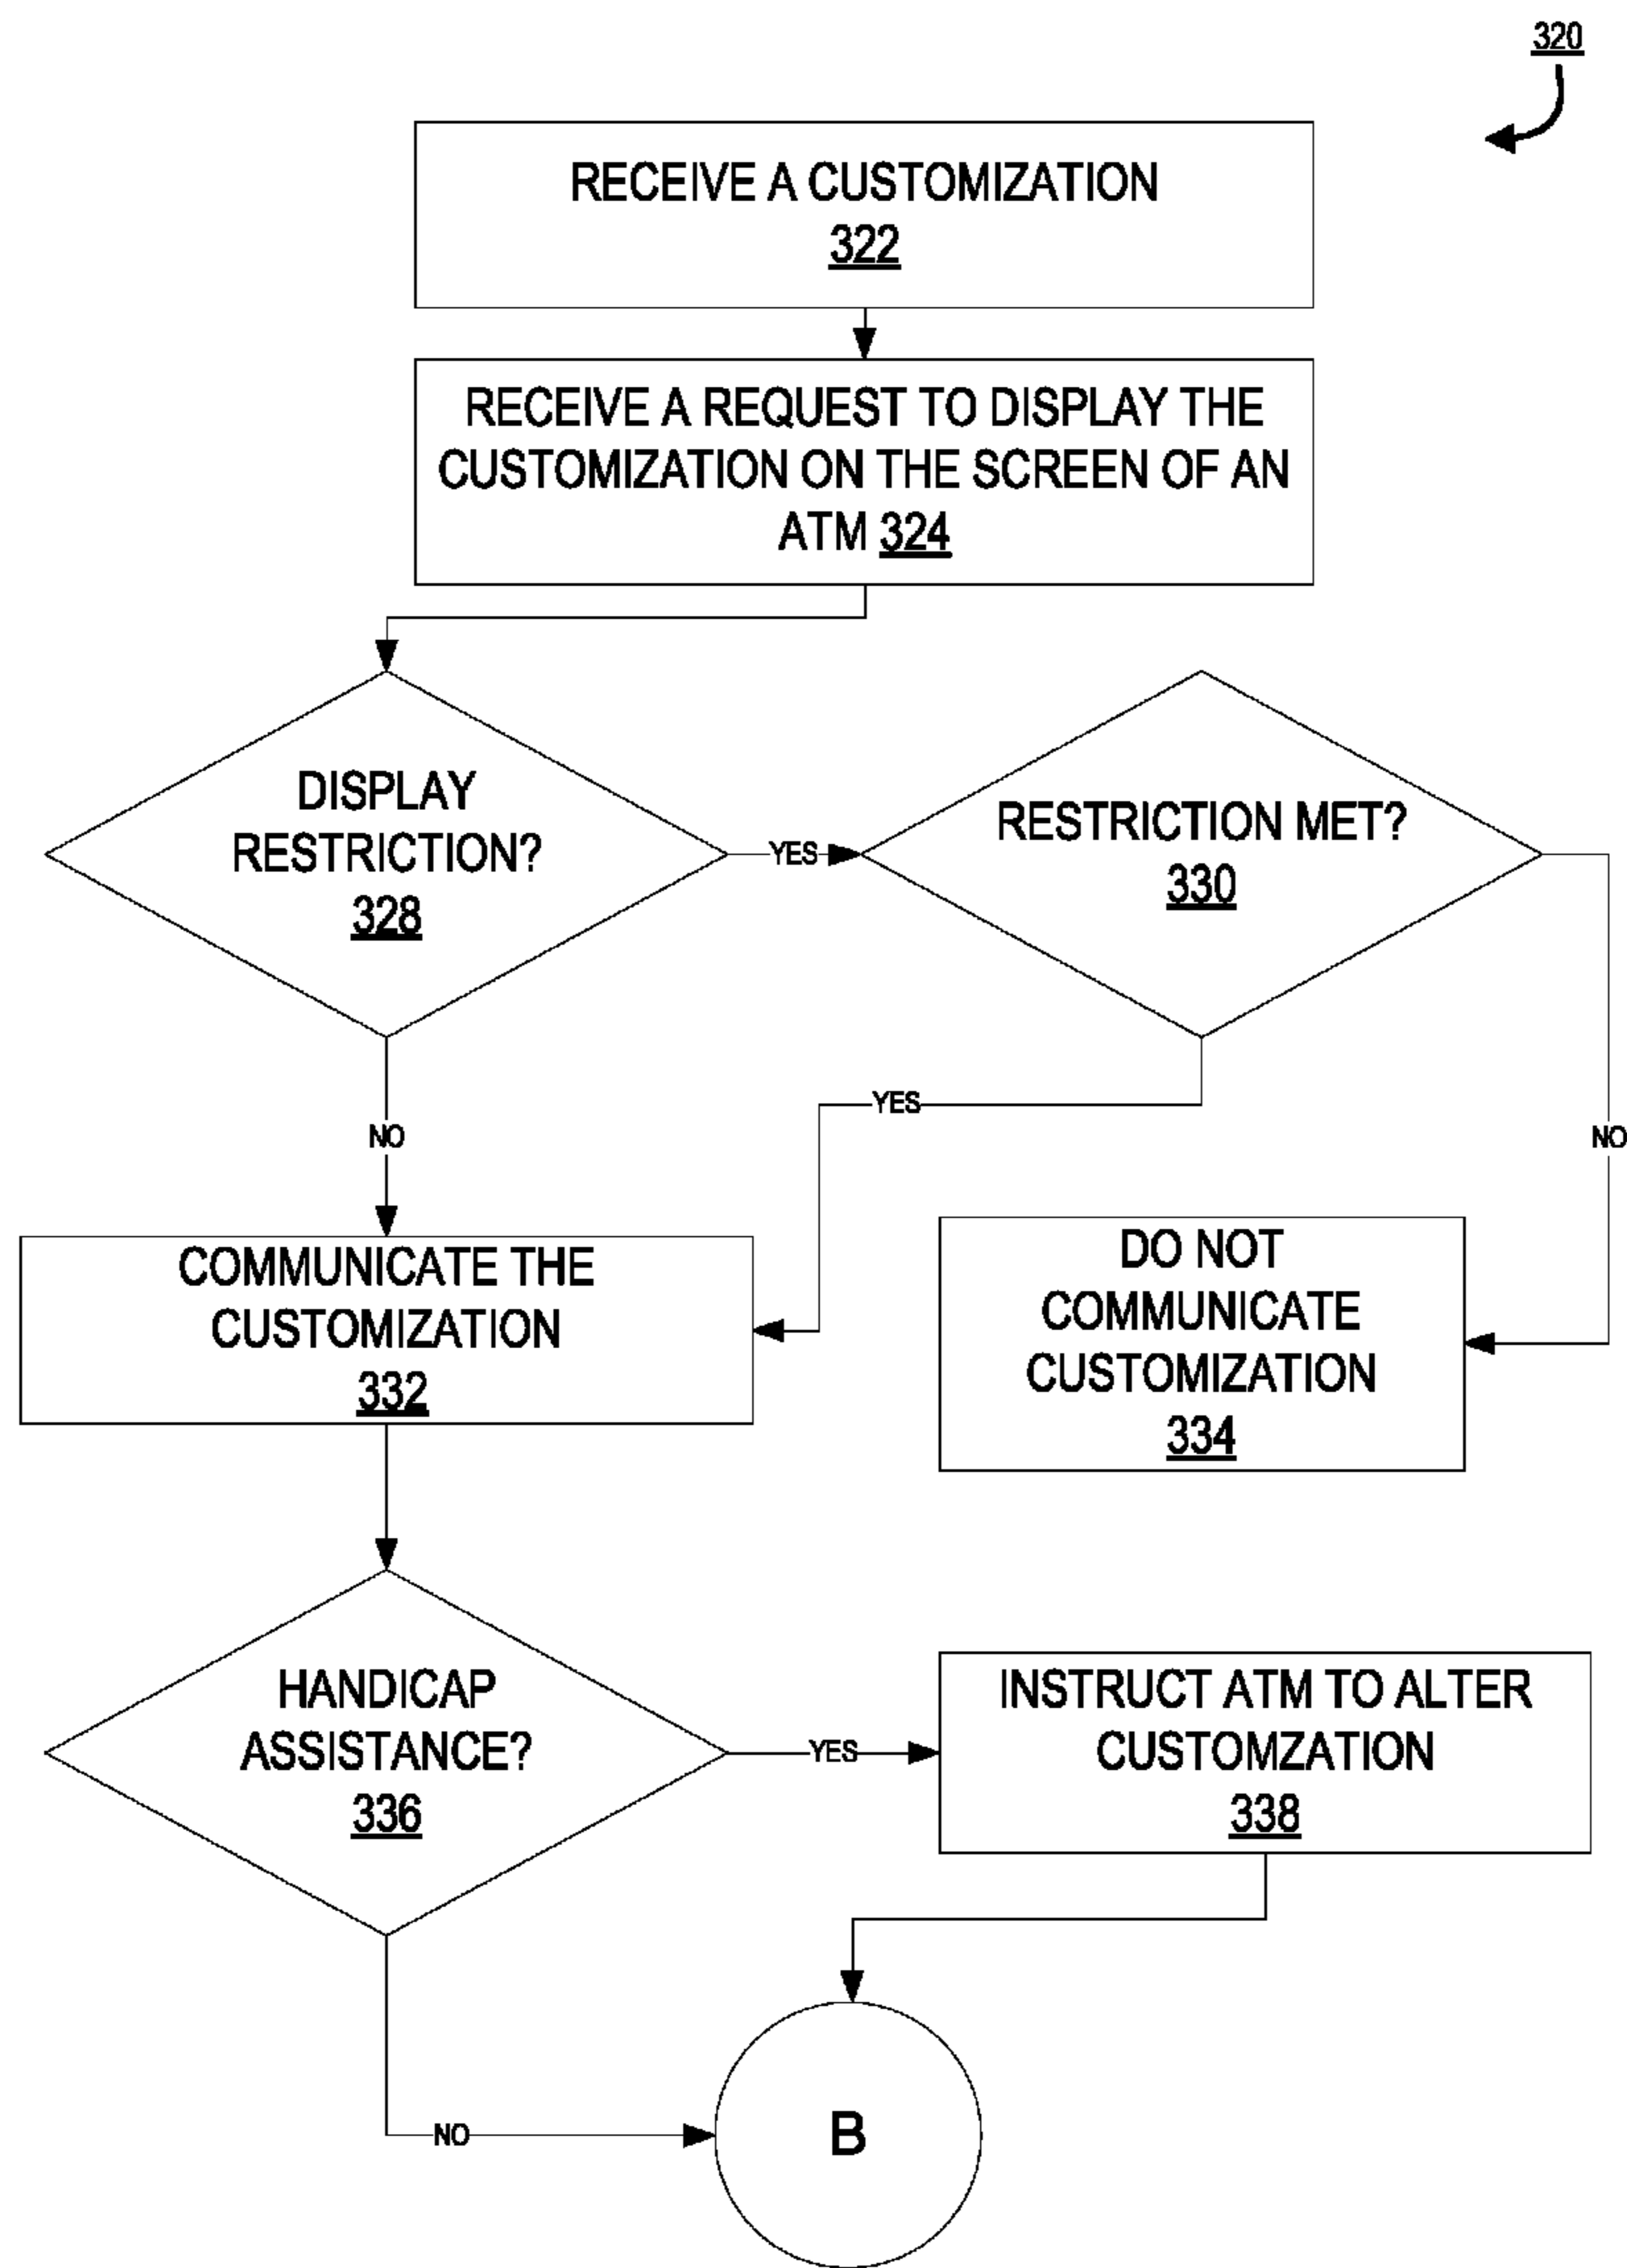 320
RECEIVE A CUSTOMIZATION
322
RECEIVE A REQUEST TO DISPLAY THE
CUSTOMIZATION ON THE SCREEN OF AN
ATM 324
DISPLAY
RESTRICTION?
328
YES
RESTRICTION MET?
330
YES
NO
NO
COMMUNICATE THE
CUSTOMIZATION
332
DO NOT
COMMUNICATE
CUSTOMIZATION
334
HANDICAP
ASSISTANCE?
336
YES
INSTRUCT ATM TO ALTER
CUSTOMZATION
338
NO
B